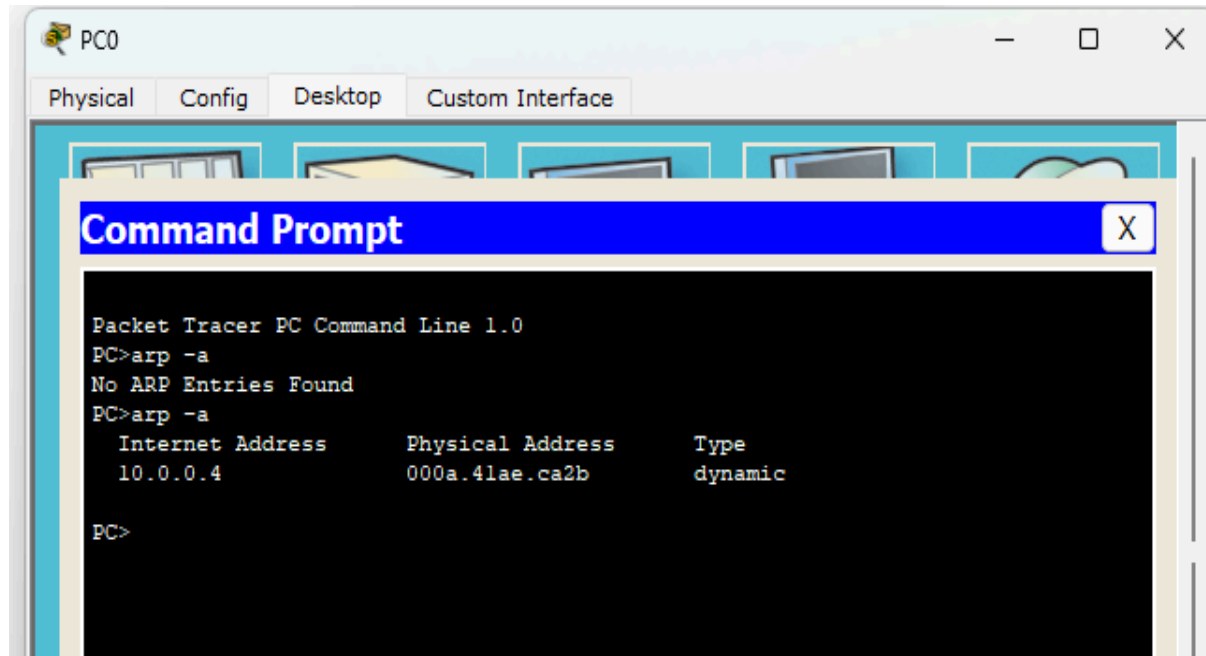 PC0
Physical Config Desktop Custom Interface
Command Prompt X
Packet Tracer PC Command Line 1.0
PC>arp -a
No ARP Entries Found
PC>arp -a
Internet Address Physical Address Type
10.0.0.4 000a.41ae.ca2b dynamic
PC>